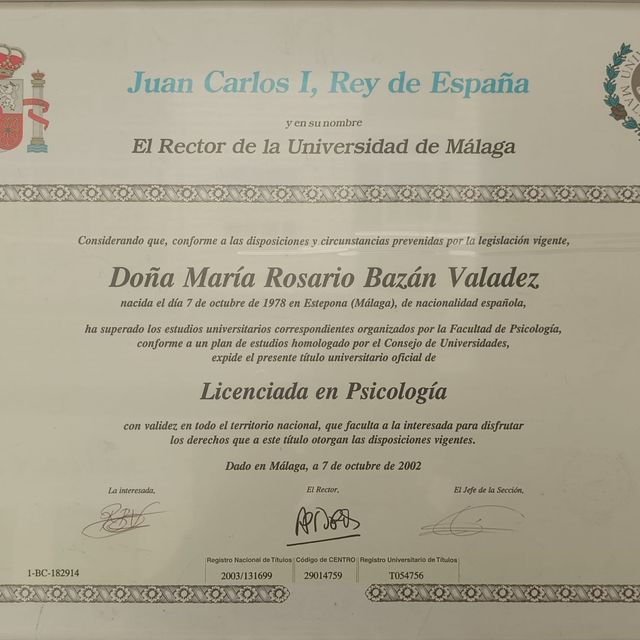 Juan Carlos I, Rey de España
y en su nombre
El Rector de la Universidad de Málaga
Considerando que, conforme a las disposiciones y circunstancias prevenidas por la legislación vigente,
Doña María Rosario Bazán Valadez
nacida el día 7 de octubre de 1978 en Estepona (Málaga), de nacionalidad española,
ha superado los estudios universitarios correspondientes organizados por la Facultad de Psicología,
conforme a un plan de estudios homologado por el Consejo de Universidades,
expide el presente título universitario oficial de
Licenciada en Psicología
con validez en todo el territorio nacional, que faculta a la interesada para disfrutar
los derechos que a este título otorgan las disposiciones vigentes.
Dado en Málaga, a 7 de octubre de 2002
La interesada, El Rector, El Jefe de la Sección,
Registro Nacional de Títulos Código de CENTRO Registro Universitario de Títulos
1-BC-182914 2003/131699 29014759 T054756